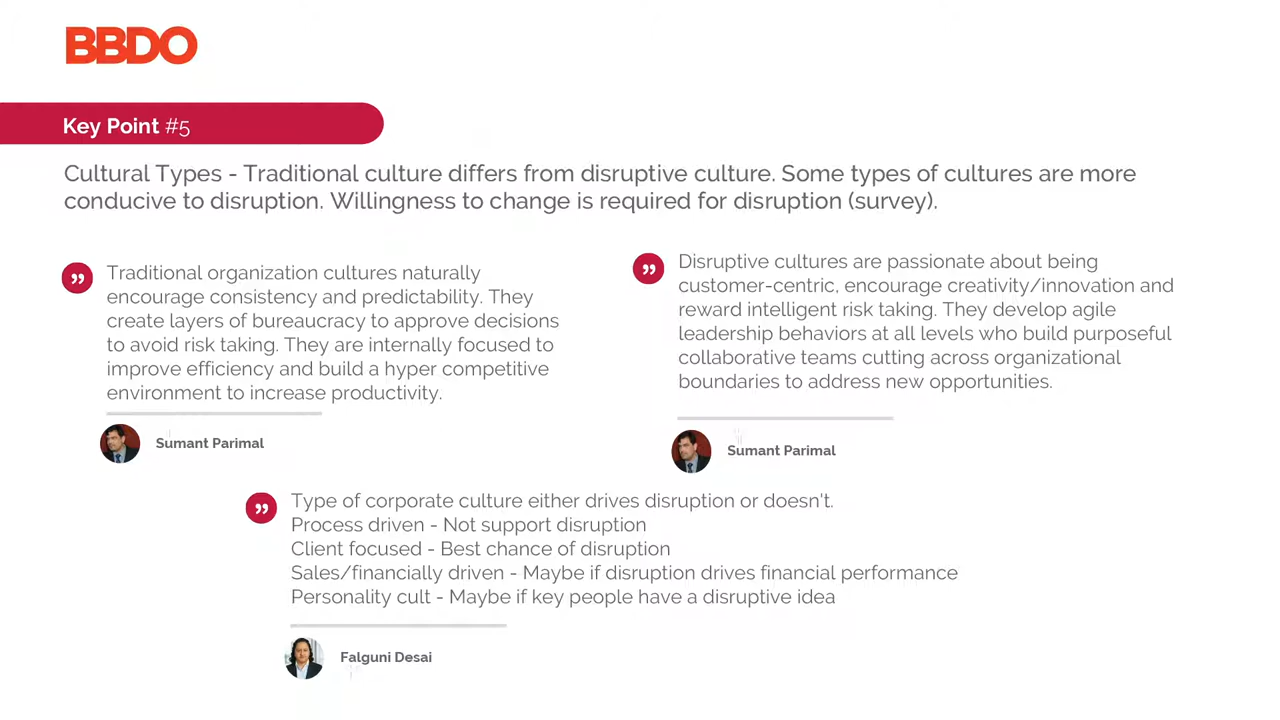 BBDO
Key Point #5
Cultural Types - Traditional culture differs from disruptive culture. Some types of cultures are more
conducive to disruption. Willingness to change is required for disruption (survey).
Traditional organization cultures naturally
encourage consistency and predictability. They
create layers of bureaucracy to approve decisions
to avoid risk taking. They are internally focused to
improve efficiency and build a hyper competitive
environment to increase productivity.
Sumant Parimal
Disruptive cultures are passionate about being
customer-centric, encourage creativity/innovation and
reward intelligent risk taking. They develop agile
leadership behaviors at all levels who build purposeful
collaborative teams cutting across organizational
boundaries to address new opportunities.
Sumant Parimal
Type of corporate culture either drives disruption or doesn't.
Process driven - Not support disruption
Client focused - Best chance of disruption
Sales/financially driven - Maybe if disruption drives financial performance
Personality cult - Maybe if key people have a disruptive idea
Falguni Desai